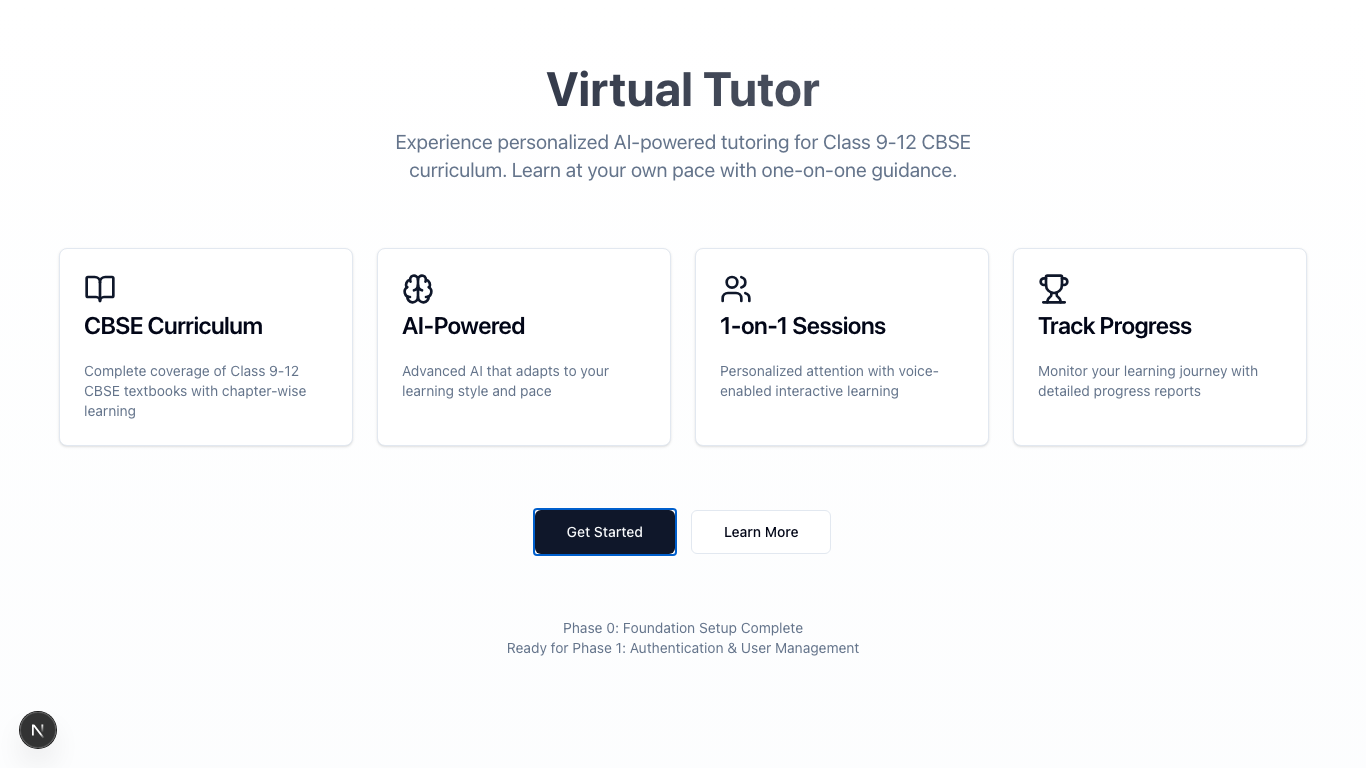 Virtual Tutor
Experience personalized AI-powered tutoring for Class 9-12 CBSE
curriculum. Learn at your own pace with one-on-one guidance.
CBSE Curriculum
Complete coverage of Class 9-12
CBSE textbooks with chapter-wise
learning
AI-Powered
Advanced AI that adapts to your
learning style and pace
1-on-1 Sessions
Personalized attention with voice-
enabled interactive learning
Track Progress
Monitor your learning journey with
detailed progress reports
Get Started
Learn More
Phase 0: Foundation Setup Complete
Ready for Phase 1: Authentication & User Management
N